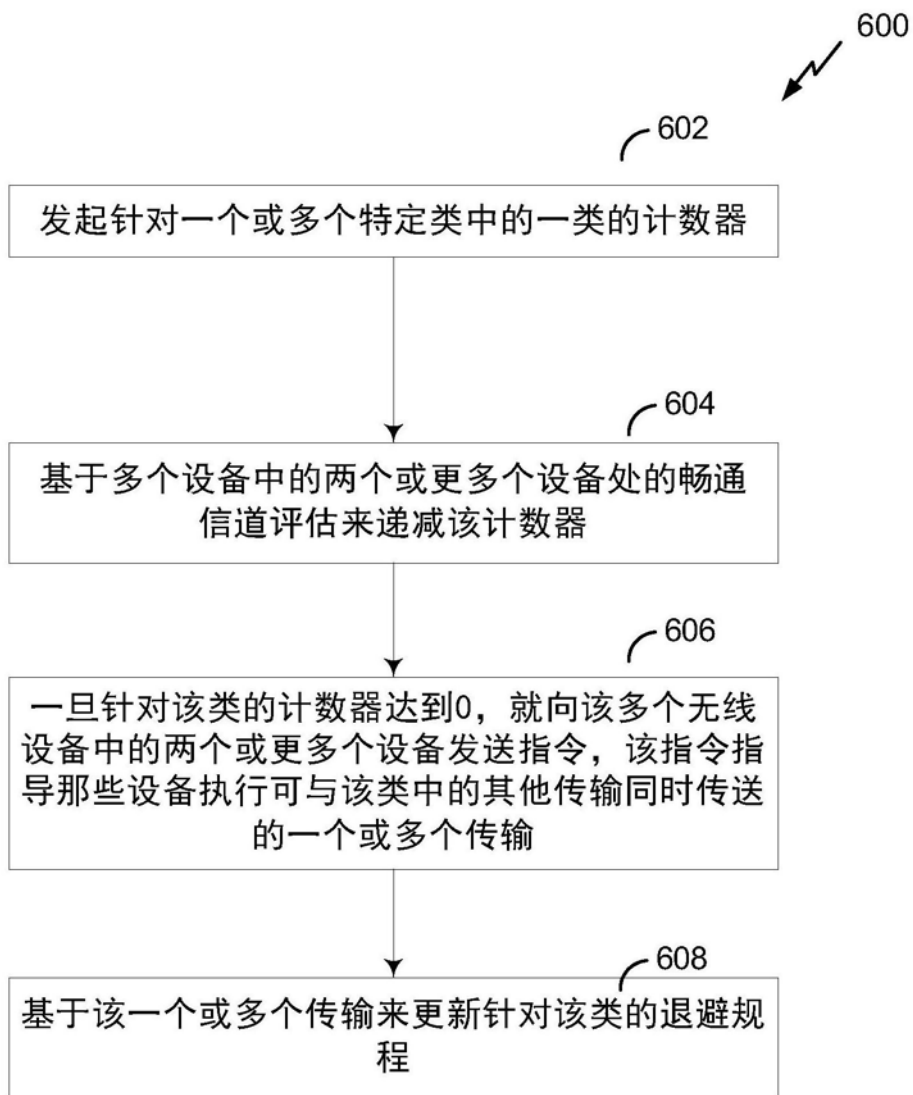 600
602
发起针对一个或多个特定类中的一类的计数器
604
基于多个设备中的两个或更多个设备处的畅通
信道评估来递减该计数器
606
一旦针对该类的计数器达到0，就向该多个无线
设备中的两个或更多个设备发送指令，该指令指
导那些设备执行可与该类中的其他传输同时传送
的一个或多个传输
608
基于该一个或多个传输来更新针对该类的退避规
程